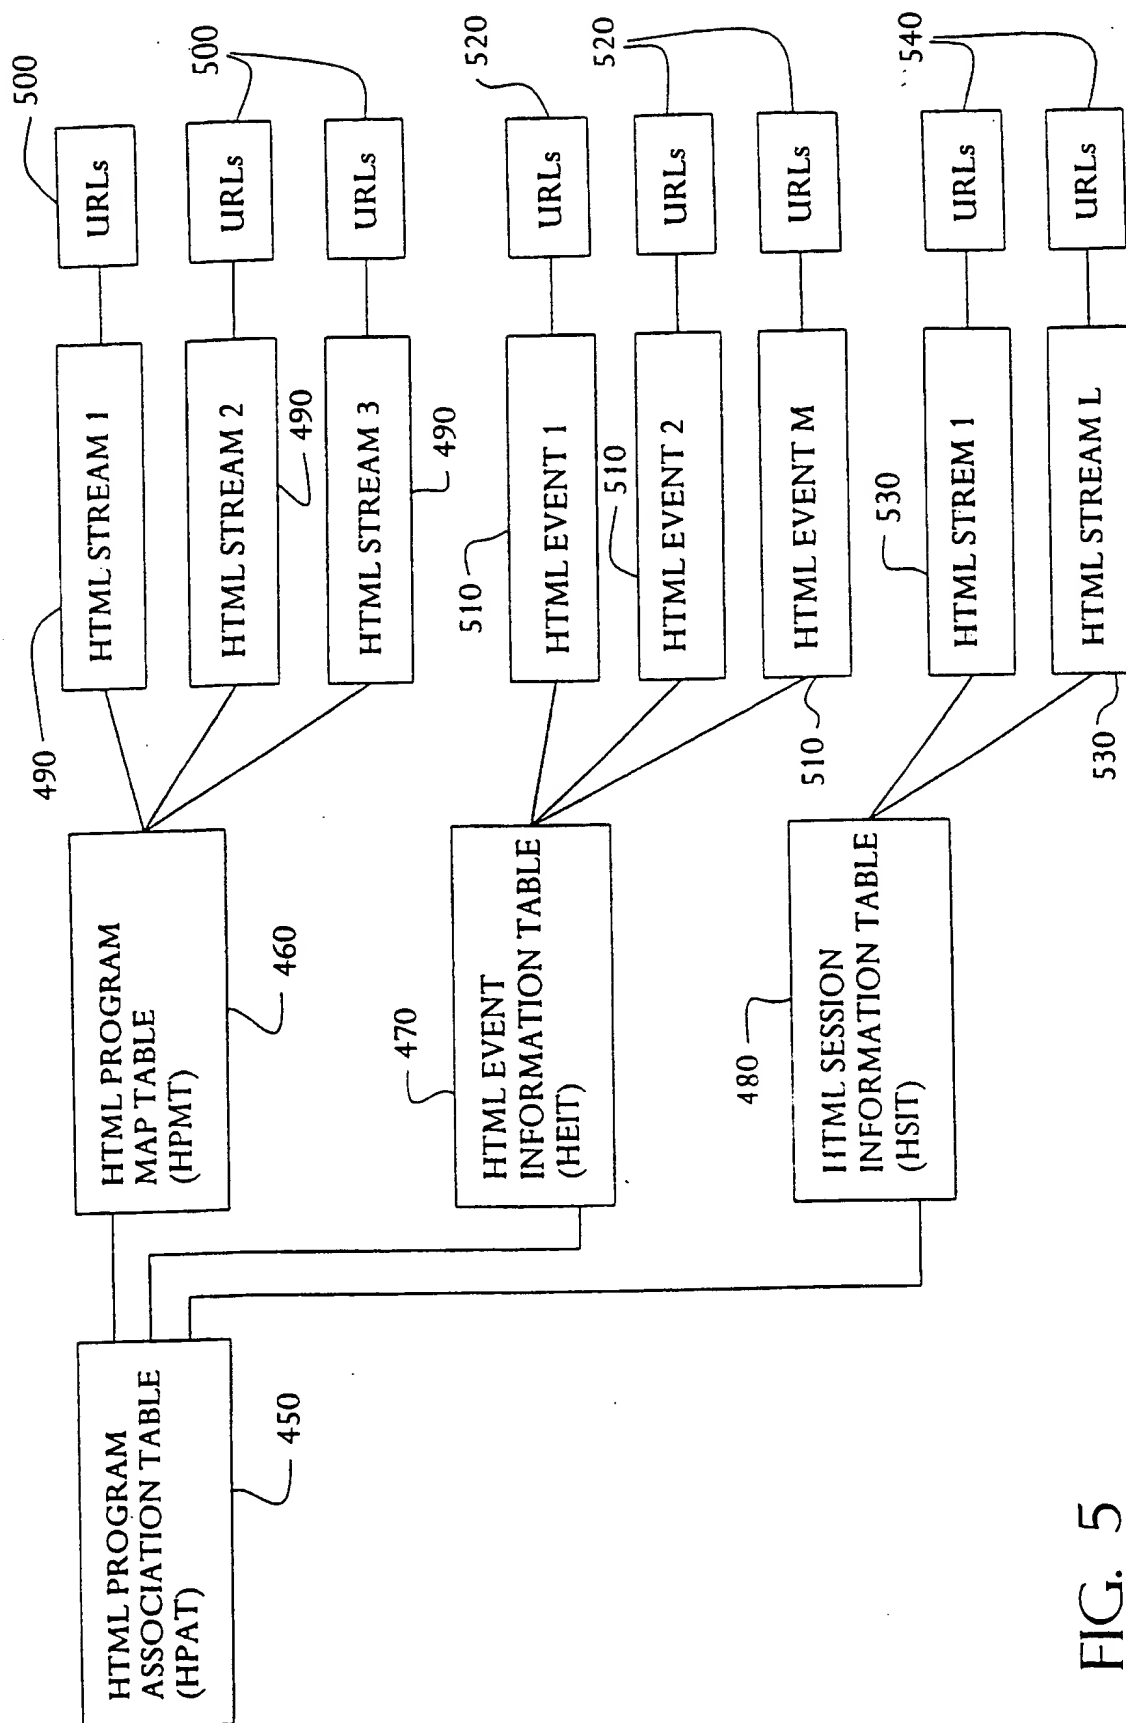 HTML PROGRAM
ASSOCIATION TABLE
(HPAT)
450
HTML PROGRAM
MAP TABLE
(HPMT)
460
HTML EVENT
INFORMATION TABLE
(HEIT)
470
HTML SESSION
INFORMATION TABLE
(HSIT)
480
490
HTML STREAM 1
URLs
500
HTML STREAM 2
490
URLs
500
HTML STREAM 3
490
URLs
510
HTML EVENT 1
URLs
520
510
HTML EVENT 2
URLs
520
HTML EVENT M
510
URLs
530
HTML STREM 1
URLs
540
HTML STREAM L
530
URLs
FIG. 5